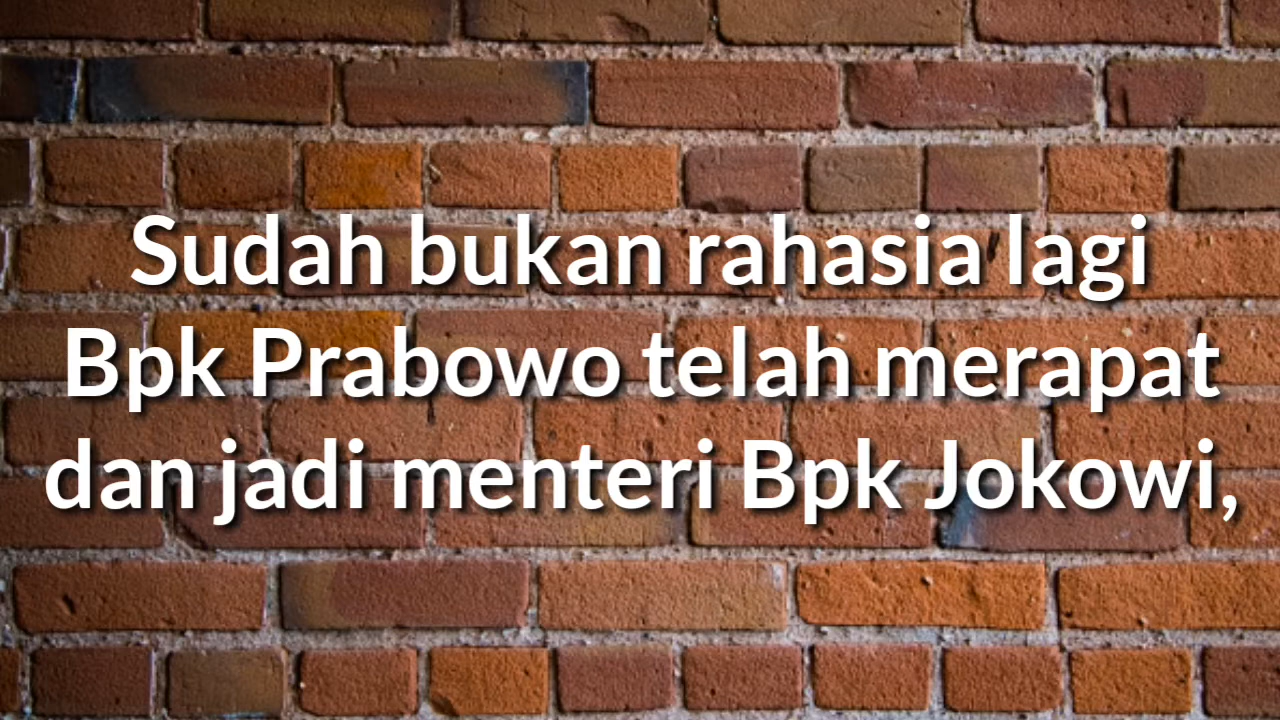 Sudah bukan rahasia lagi
Bpk Prabowo telah merapat
dan jadi menteri Bpk Jokowi,